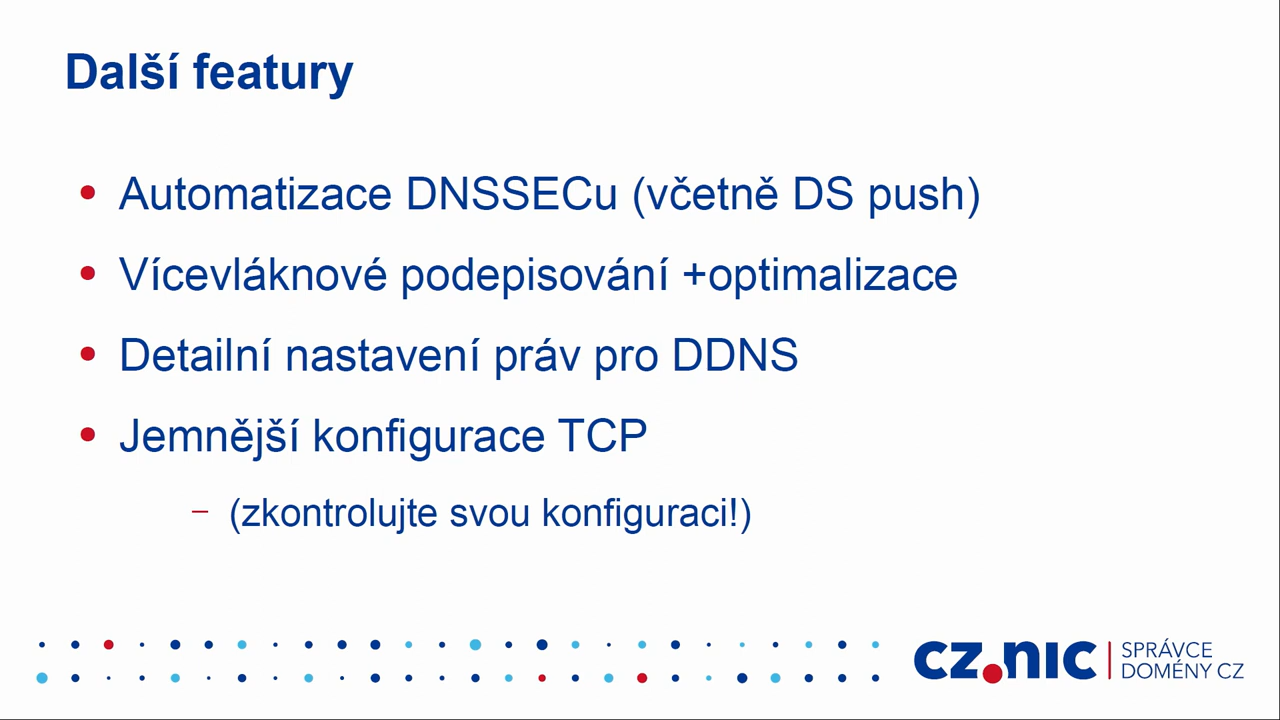 Další featury
Automatizace DNSSECu (včetně DS push)
Vícevláknové podepisování +optimalizace
Detailní nastavení práv pro DDNS
Jemnější konfigurace TCP
– (zkontrolujte svou konfiguraci!)
CZ.NIC
SPRÁVCE
DOMÉNY CZ